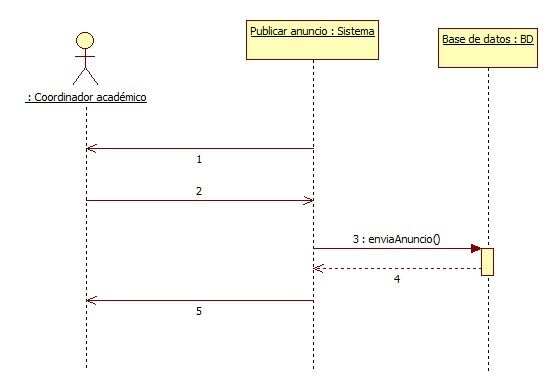 Publicar anuncio : Sistema
Base de datos : BD
: Coordinador académico
1
2
3 : enviaAnuncio()
4
5